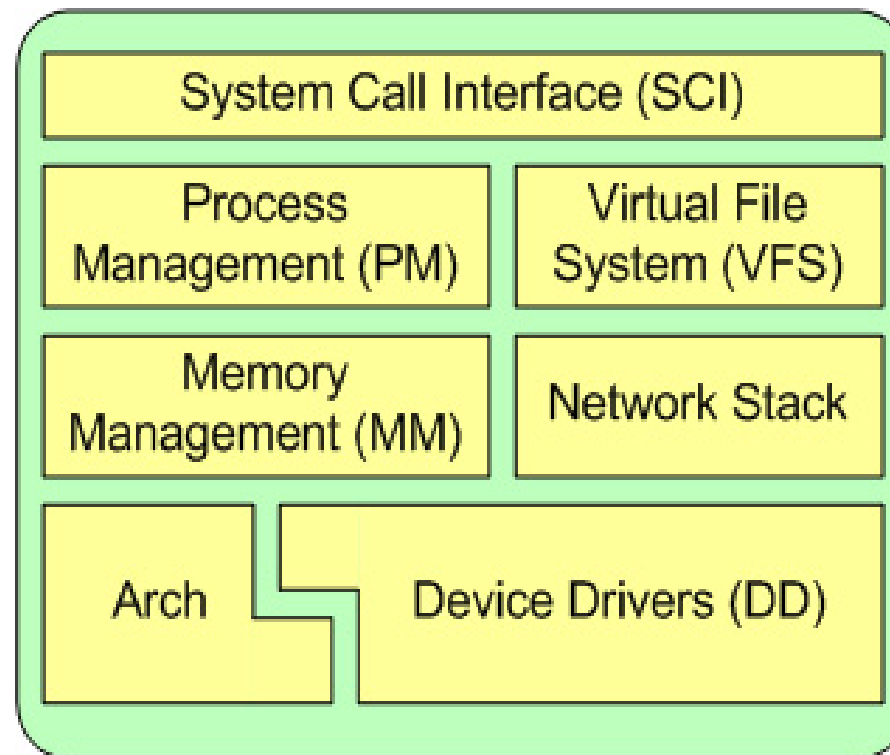 System Call Interface (SCI)
Process
Management (PM)
Virtual File
System (VFS)
Memory
Management (MM)
Network Stack
Arch
Device Drivers (DD)